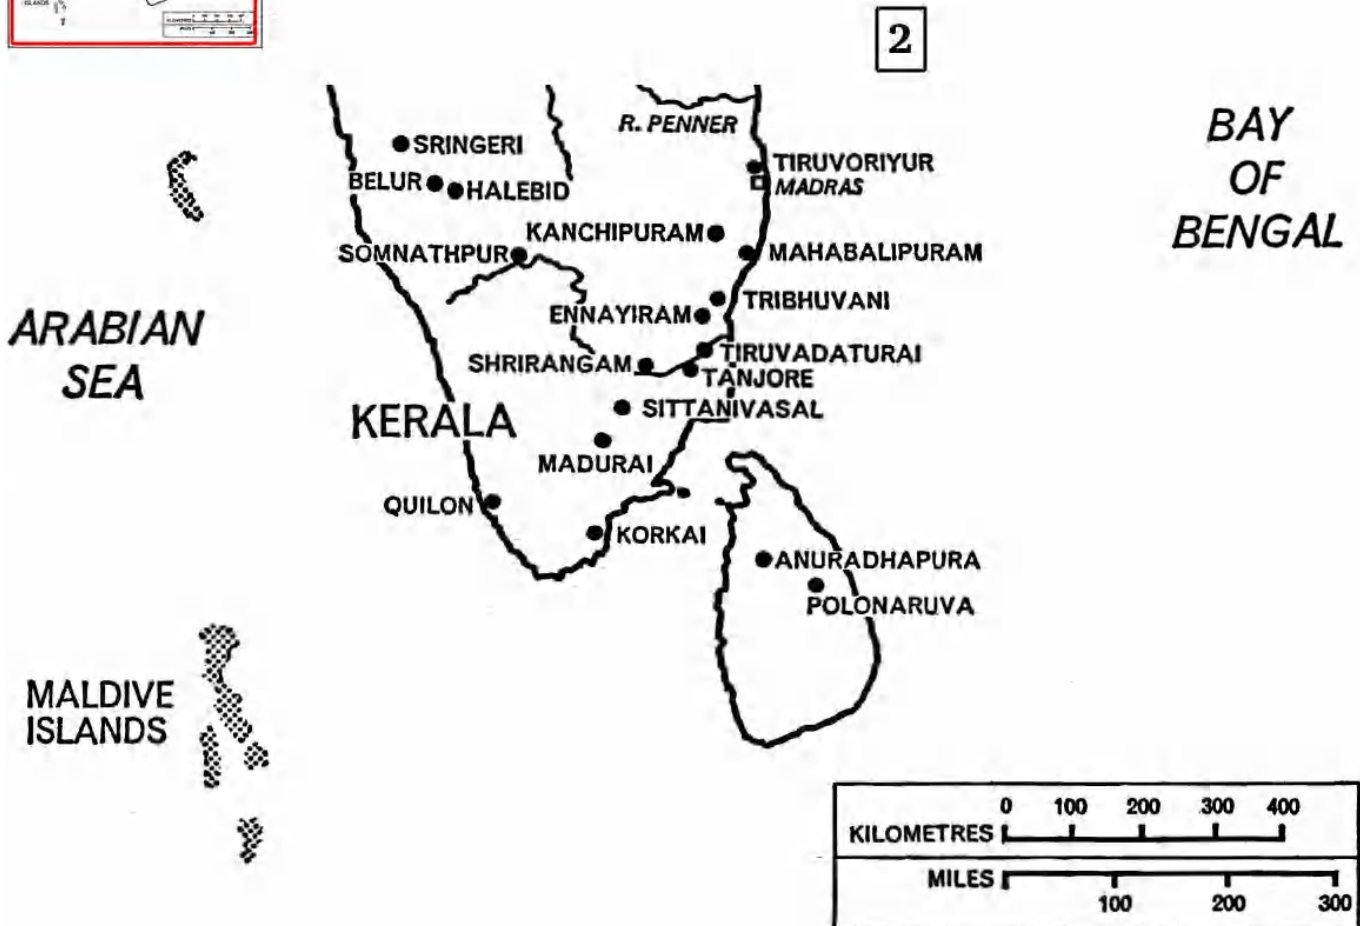 ISLANDS
2
R. PENNER
BAY
OF
BENGAL
SRINGERI
TIRUVORIYUR
BELUR
HALEBID
MADRAS
KANCHIPURAM
SOMNATHPUR
MAHABALIPURAM
TRIBHUVANI
ENNAYIRAM
ARABIAN
SEA
TIRUVADATURAI
SHRIRANGAM
TANJORE
SITTANIVASAL
KERALA
MADURAI
QUILON
KORKAI
ANURADHAPURA
POLONARUVA
MALDIVE
ISLANDS
0 100 200 300 400
KILOMETRES
MILES
100 200 300